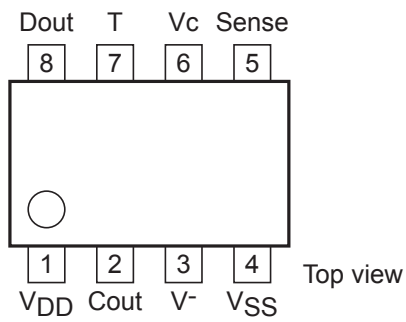 Dout T Vc Sense
8 7 6 5
1 2 3 4
VDD Cout V- VSS
Top view